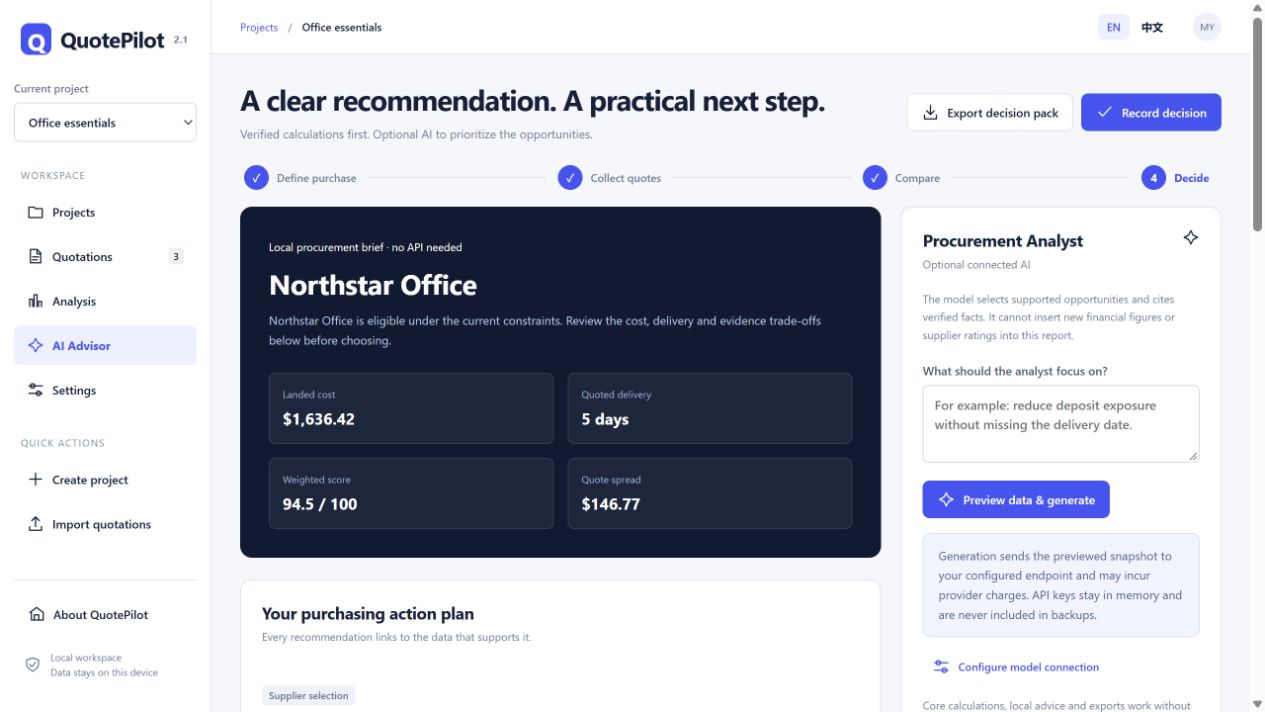 QuotePilot 2.1
Current project
Office essentials
WORKSPACE
Projects
Quotations 3
Analysis
AI Advisor
Settings
QUICK ACTIONS
Create project
Import quotations
About QuotePilot
Local workspace
Data stays on this device
Projects / Office essentials
EN 中文 MY
A clear recommendation. A practical next step.
Verified calculations first. Optional AI to prioritize the opportunities.
Export decision pack
Record decision
Define purchase
Collect quotes
Compare
4 Decide
Local procurement brief · no API needed
Northstar Office
Northstar Office is eligible under the current constraints. Review the cost, delivery and evidence trade-offs
below before choosing.
Landed cost
$1,636.42
Quoted delivery
5 days
Weighted score
94.5 / 100
Quote spread
$146.77
Your purchasing action plan
Every recommendation links to the data that supports it.
Supplier selection
Procurement Analyst
Optional connected AI
The model selects supported opportunities and cites
verified facts. It cannot insert new financial figures or
supplier ratings into this report.
What should the analyst focus on?
For example: reduce deposit exposure
without missing the delivery date.
Preview data & generate
Generation sends the previewed snapshot to
your configured endpoint and may incur
provider charges. API keys stay in memory and
are never included in backups.
Configure model connection
Core calculations, local advice and exports work without